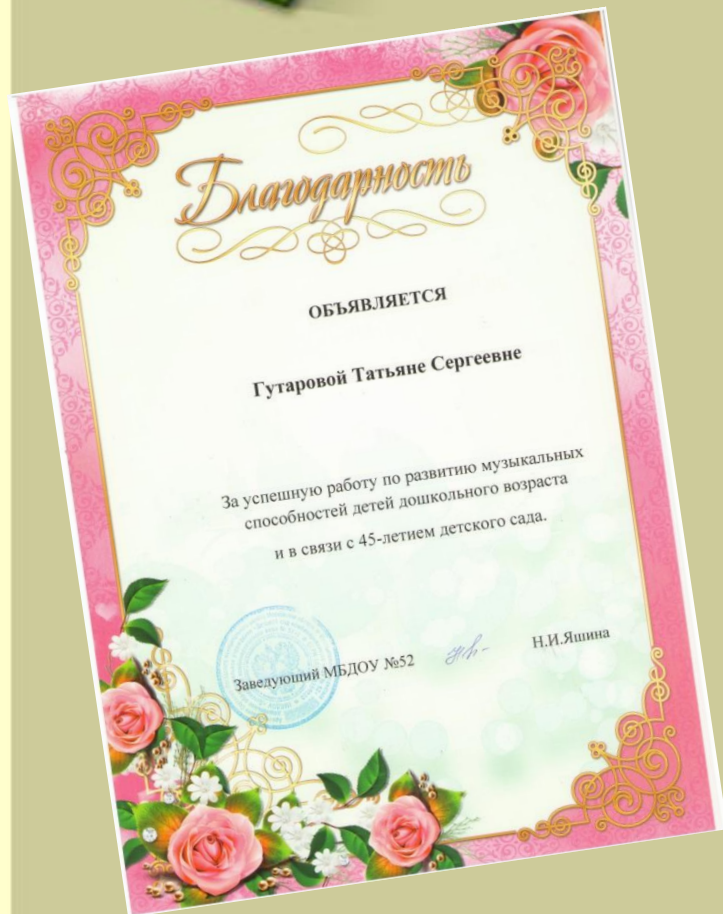 Благодарность
ОБЪЯВЛЯЕТСЯ
Гутаровой Татьяне Сергеевне
За успешную работу по развитию музыкальных
способностей детей дошкольного возраста
и в связи с 45-летием детского сада.
Заведующий МБДОУ №52 Н.И.Яшина